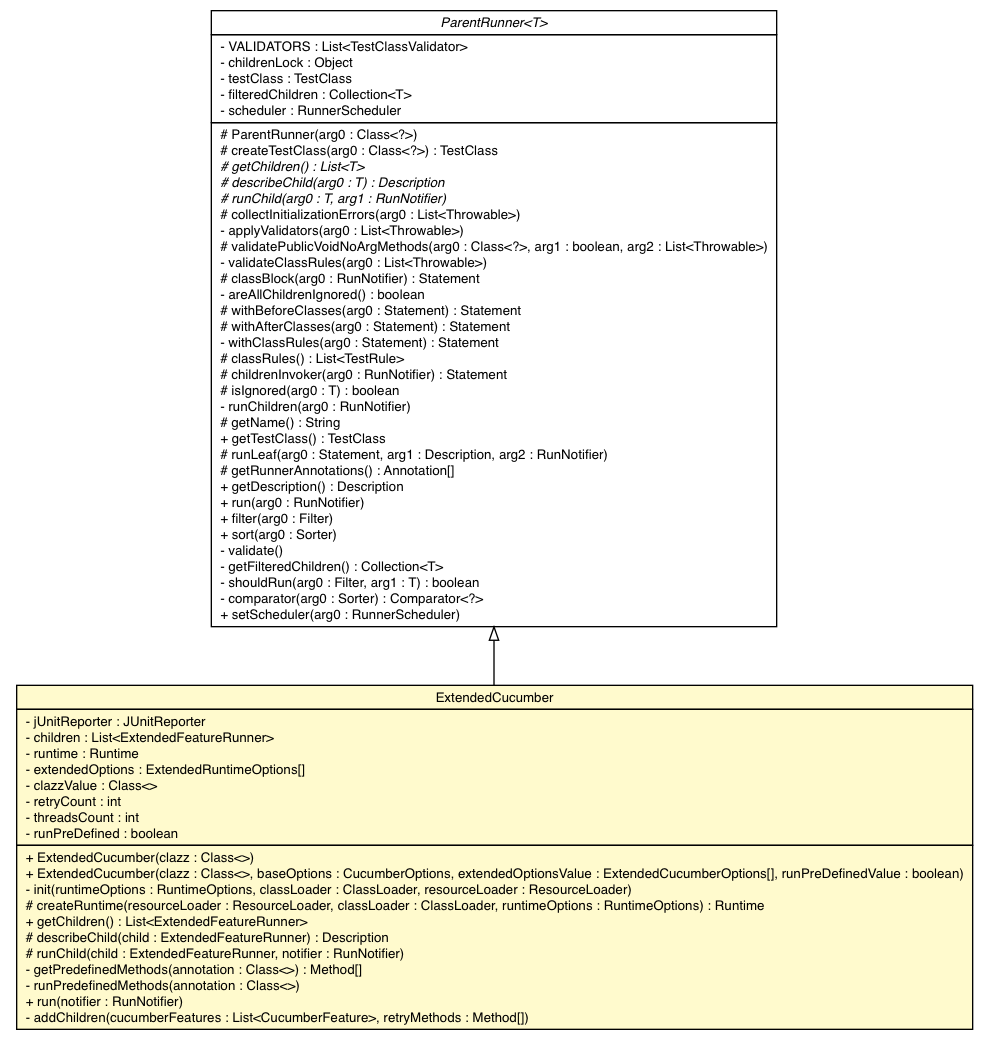 ParentRunner<T>
- VALIDATORS : List<TestClassValidator>
- childrenLock : Object
- testClass : TestClass
- filteredChildren : Collection<T>
- scheduler : RunnerScheduler
# ParentRunner(arg0 : Class<?>)
# createTestClass(arg0 : Class<?>) : TestClass
# getChildren() : List<T>
# describeChild(arg0 : T) : Description
# runChild(arg0 : T, arg1 : RunNotifier)
# collectInitializationErrors(arg0 : List<Throwable>)
- applyValidators(arg0 : List<Throwable>)
# validatePublicVoidNoArgMethods(arg0 : Class<?>, arg1 : boolean, arg2 : List<Throwable>)
- validateClassRules(arg0 : List<Throwable>)
# classBlock(arg0 : RunNotifier) : Statement
- areAllChildrenIgnored() : boolean
# withBeforeClasses(arg0 : Statement) : Statement
# withAfterClasses(arg0 : Statement) : Statement
- withClassRules(arg0 : Statement) : Statement
# classRules() : List<TestRule>
# childrenInvoker(arg0 : RunNotifier) : Statement
# isIgnored(arg0 : T) : boolean
- runChildren(arg0 : RunNotifier)
# getName() : String
+ getTestClass() : TestClass
# runLeaf(arg0 : Statement, arg1 : Description, arg2 : RunNotifier)
# getRunnerAnnotations() : Annotation[]
+ getDescription() : Description
+ run(arg0 : RunNotifier)
+ filter(arg0 : Filter)
+ sort(arg0 : Sorter)
- validate()
- getFilteredChildren() : Collection<T>
- shouldRun(arg0 : Filter, arg1 : T) : boolean
- comparator(arg0 : Sorter) : Comparator<?>
+ setScheduler(arg0 : RunnerScheduler)
ExtendedCucumber
- jUnitReporter : JUnitReporter
- children : List<ExtendedFeatureRunner>
- runtime : Runtime
- extendedOptions : ExtendedRuntimeOptions[]
- clazzValue : Class<>
- retryCount : int
- threadsCount : int
- runPreDefined : boolean
+ ExtendedCucumber(clazz : Class<>)
+ ExtendedCucumber(clazz : Class<>, baseOptions : CucumberOptions, extendedOptionsValue : ExtendedCucumberOptions[], runPreDefinedValue : boolean)
- init(runtimeOptions : RuntimeOptions, classLoader : ClassLoader, resourceLoader : ResourceLoader)
# createRuntime(resourceLoader : ResourceLoader, classLoader : ClassLoader, runtimeOptions : RuntimeOptions) : Runtime
+ getChildren() : List<ExtendedFeatureRunner>
# describeChild(child : ExtendedFeatureRunner) : Description
# runChild(child : ExtendedFeatureRunner, notifier : RunNotifier)
- getPredefinedMethods(annotation : Class<>) : Method[]
- runPredefinedMethods(annotation : Class<>)
+ run(notifier : RunNotifier)
- addChildren(cucumberFeatures : List<CucumberFeature>, retryMethods : Method[])